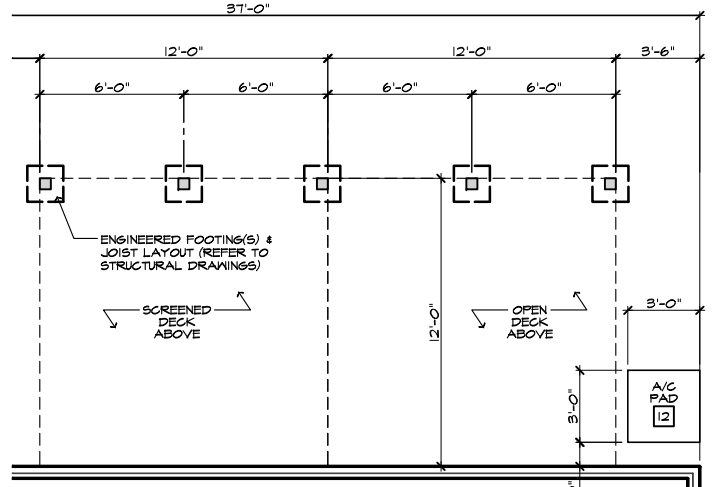 37'-0"
12'-0" 12'-0" 3'-6"
6'-0" 6'-0" 6'-0" 6'-0"
ENGINEERED FOOTING(S) &
JOIST LAYOUT (REFER TO
STRUCTURAL DRAWINGS)
SCREENED
DECK
ABOVE
12'-0"
OPEN
DECK
ABOVE
3'-0"
3'-0"
A/C
PAD
12